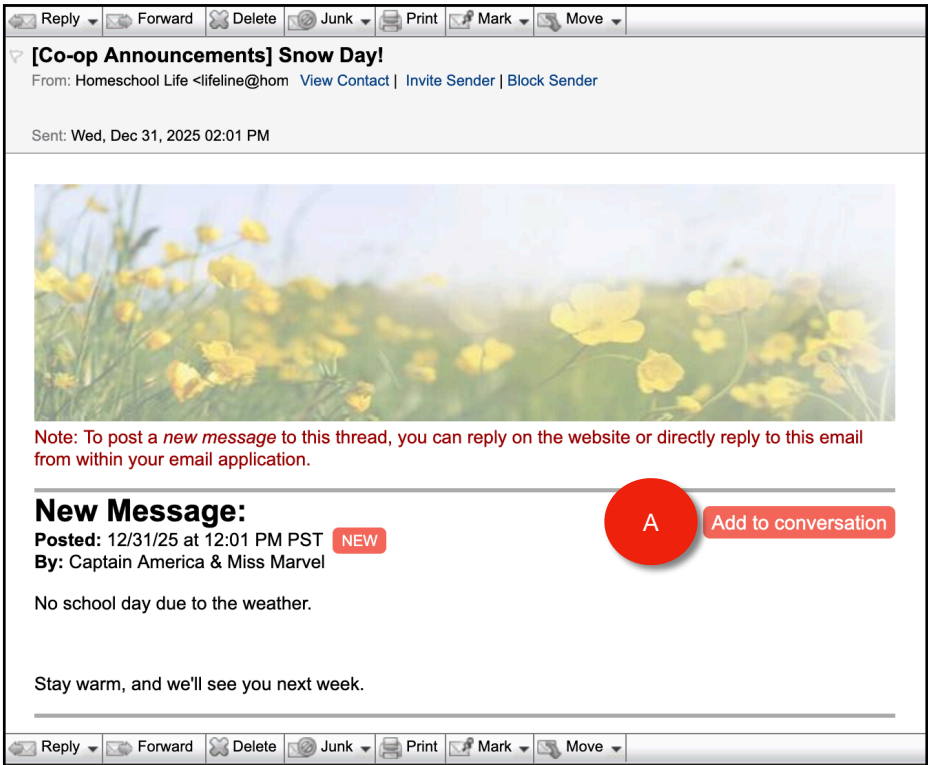 Reply Forward Delete Junk Print Mark Move
[Co-op Announcements] Snow Day!
From: Homeschool Life <lifeline@hom View Contact | Invite Sender | Block Sender
Sent: Wed, Dec 31, 2025 02:01 PM
Note: To post a new message to this thread, you can reply on the website or directly reply to this email
from within your email application.
New Message:
A Add to conversation
Posted: 12/31/25 at 12:01 PM PST NEW
By: Captain America & Miss Marvel
No school day due to the weather.
Stay warm, and we'll see you next week.
Reply Forward Delete Junk Print Mark Move